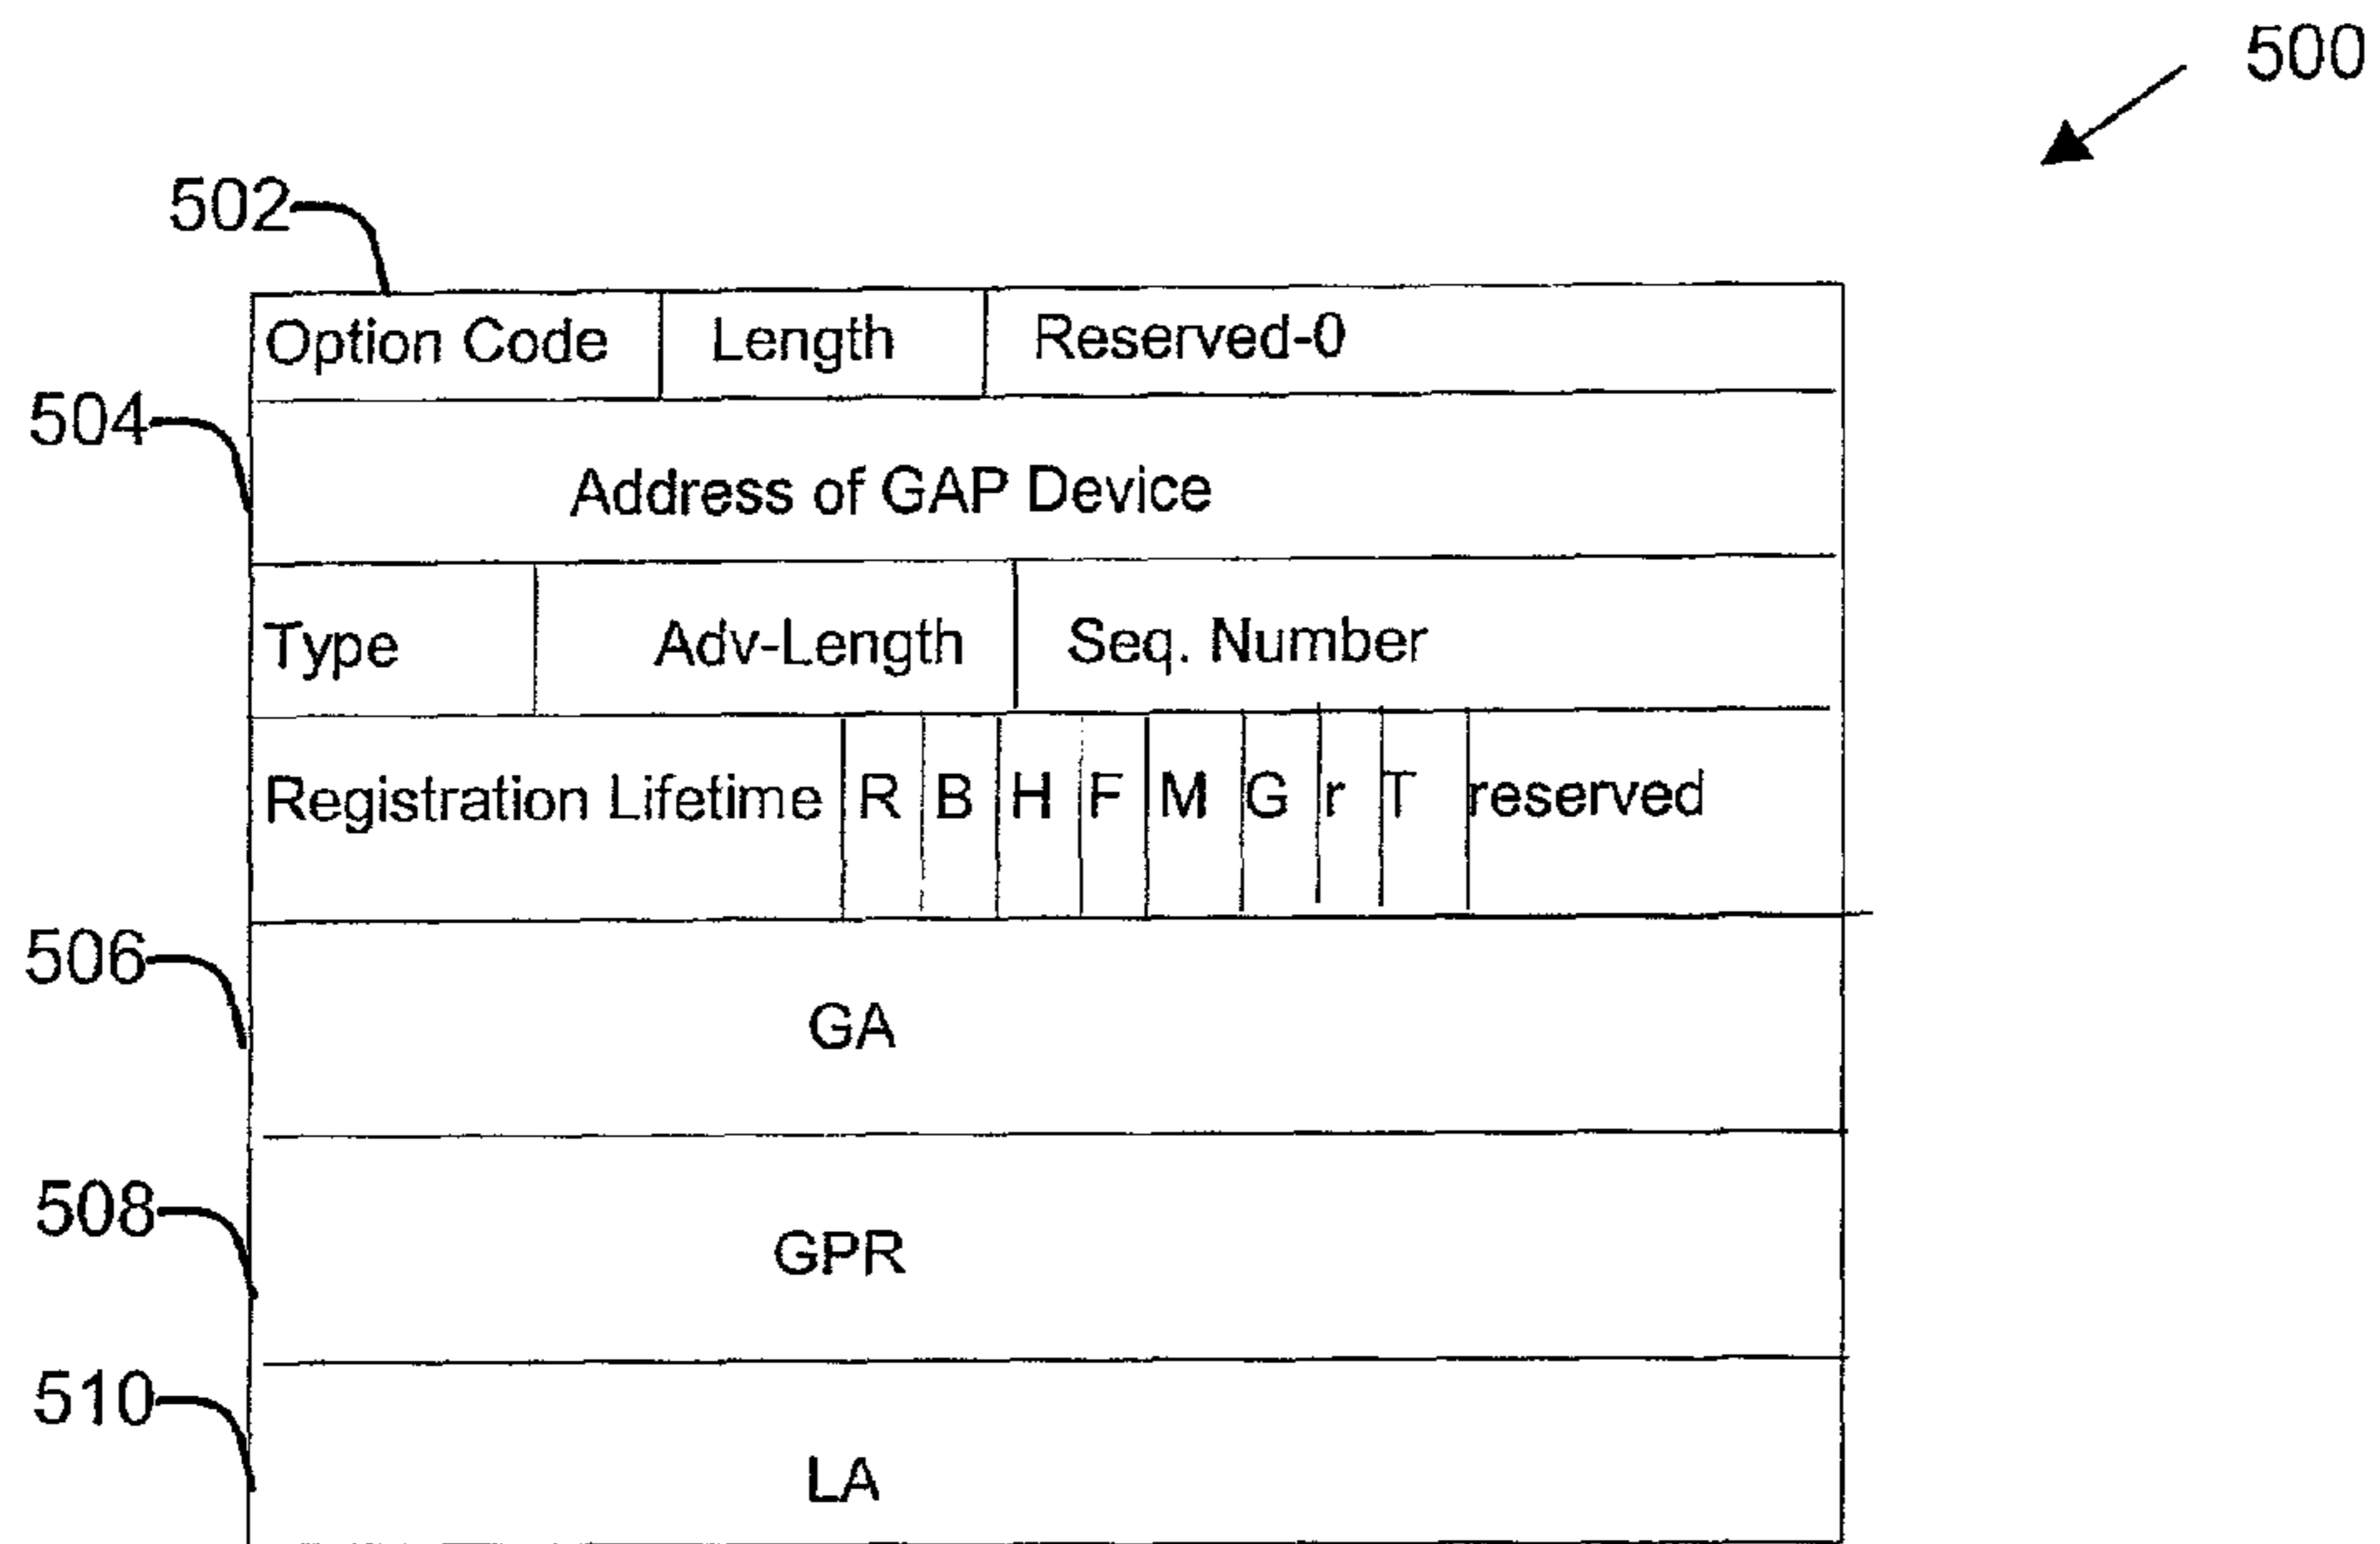 500
502
Option Code Length Reserved-0
504
Address of GAP Device
Type Adv-Length Seq. Number
Registration Lifetime R B H F M G r T reserved
506
GA
508
GPR
510
LA